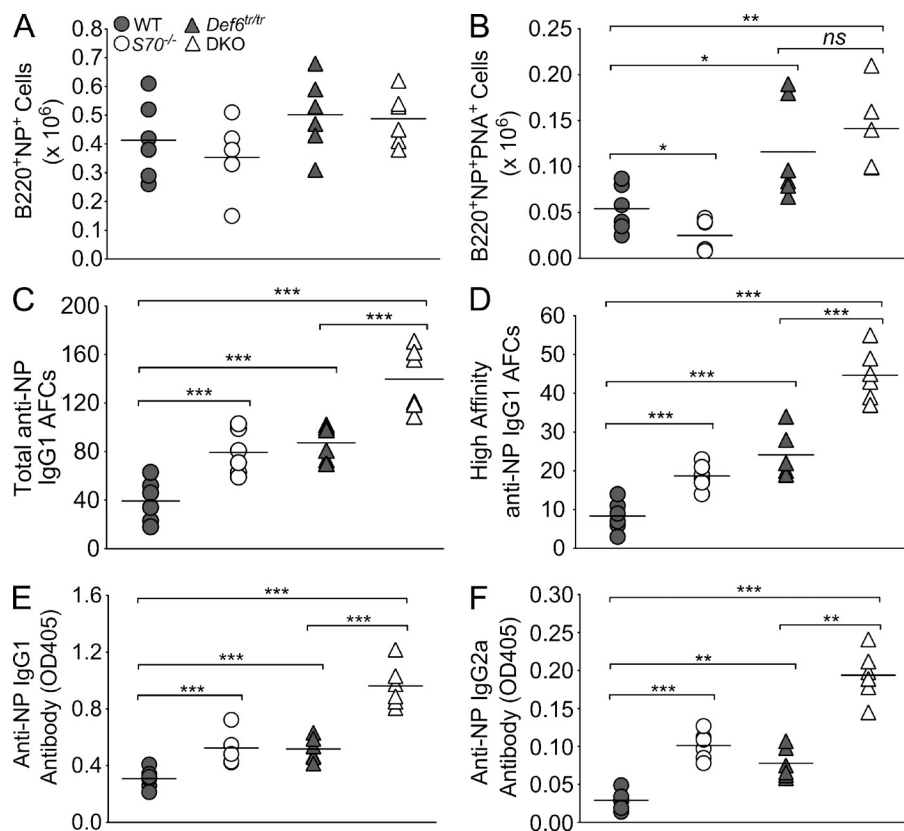 A
WT
Def6tr/tr
S70-/-
DKO
B220+NP+ Cells
(x 10^6)
0.8
0.7
0.6
0.5
0.4
0.3
0.2
0.1
0.0
B
B220+NP+PNA+ Cells
(x 10^6)
0.25
0.20
0.15
0.10
0.05
0.00
**
ns
*
*
C
Total anti-NP
IgG1 AFCs
200
160
120
80
40
0
***
***
***
***
D
High Affinity
anti-NP IgG1 AFCs
60
50
40
30
20
10
0
***
***
***
***
E
Anti-NP IgG1
Antibody (OD405)
1.6
1.2
0.8
0.4
0.0
***
***
***
***
F
Anti-NP IgG2a
Antibody (OD405)
0.30
0.25
0.20
0.15
0.10
0.05
0.00
***
**
**
***